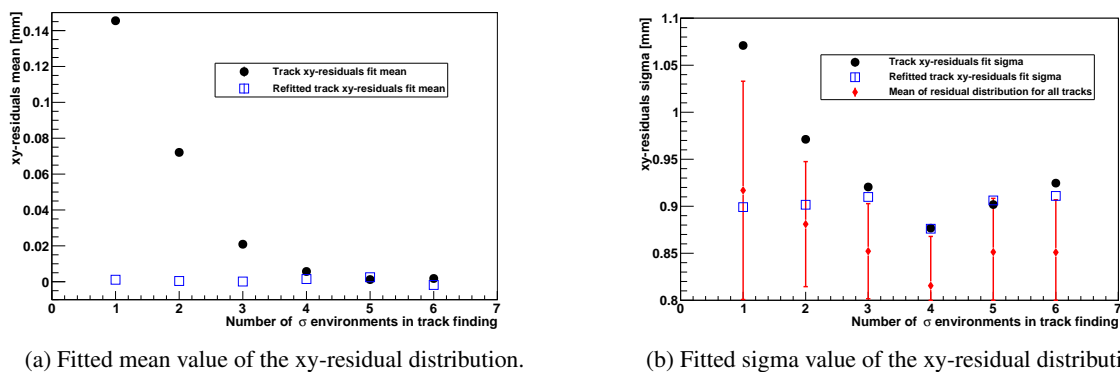 xy-residuals mean [mm]
0.14
0.12
0.1
0.08
0.06
0.04
0.02
0
Track xy-residuals fit mean
Refitted track xy-residuals fit mean
0 1 2 3 4 5 6 7
Number of σ environments in track finding
(a) Fitted mean value of the xy-residual distribution.
xy-residuals sigma [mm]
1.1
1.05
1
0.95
0.9
0.85
0.8
Track xy-residuals fit sigma
Refitted track xy-residuals fit sigma
Mean of residual distribution for all tracks
0 1 2 3 4 5 6 7
Number of σ environments in track finding
(b) Fitted sigma value of the xy-residual distributi